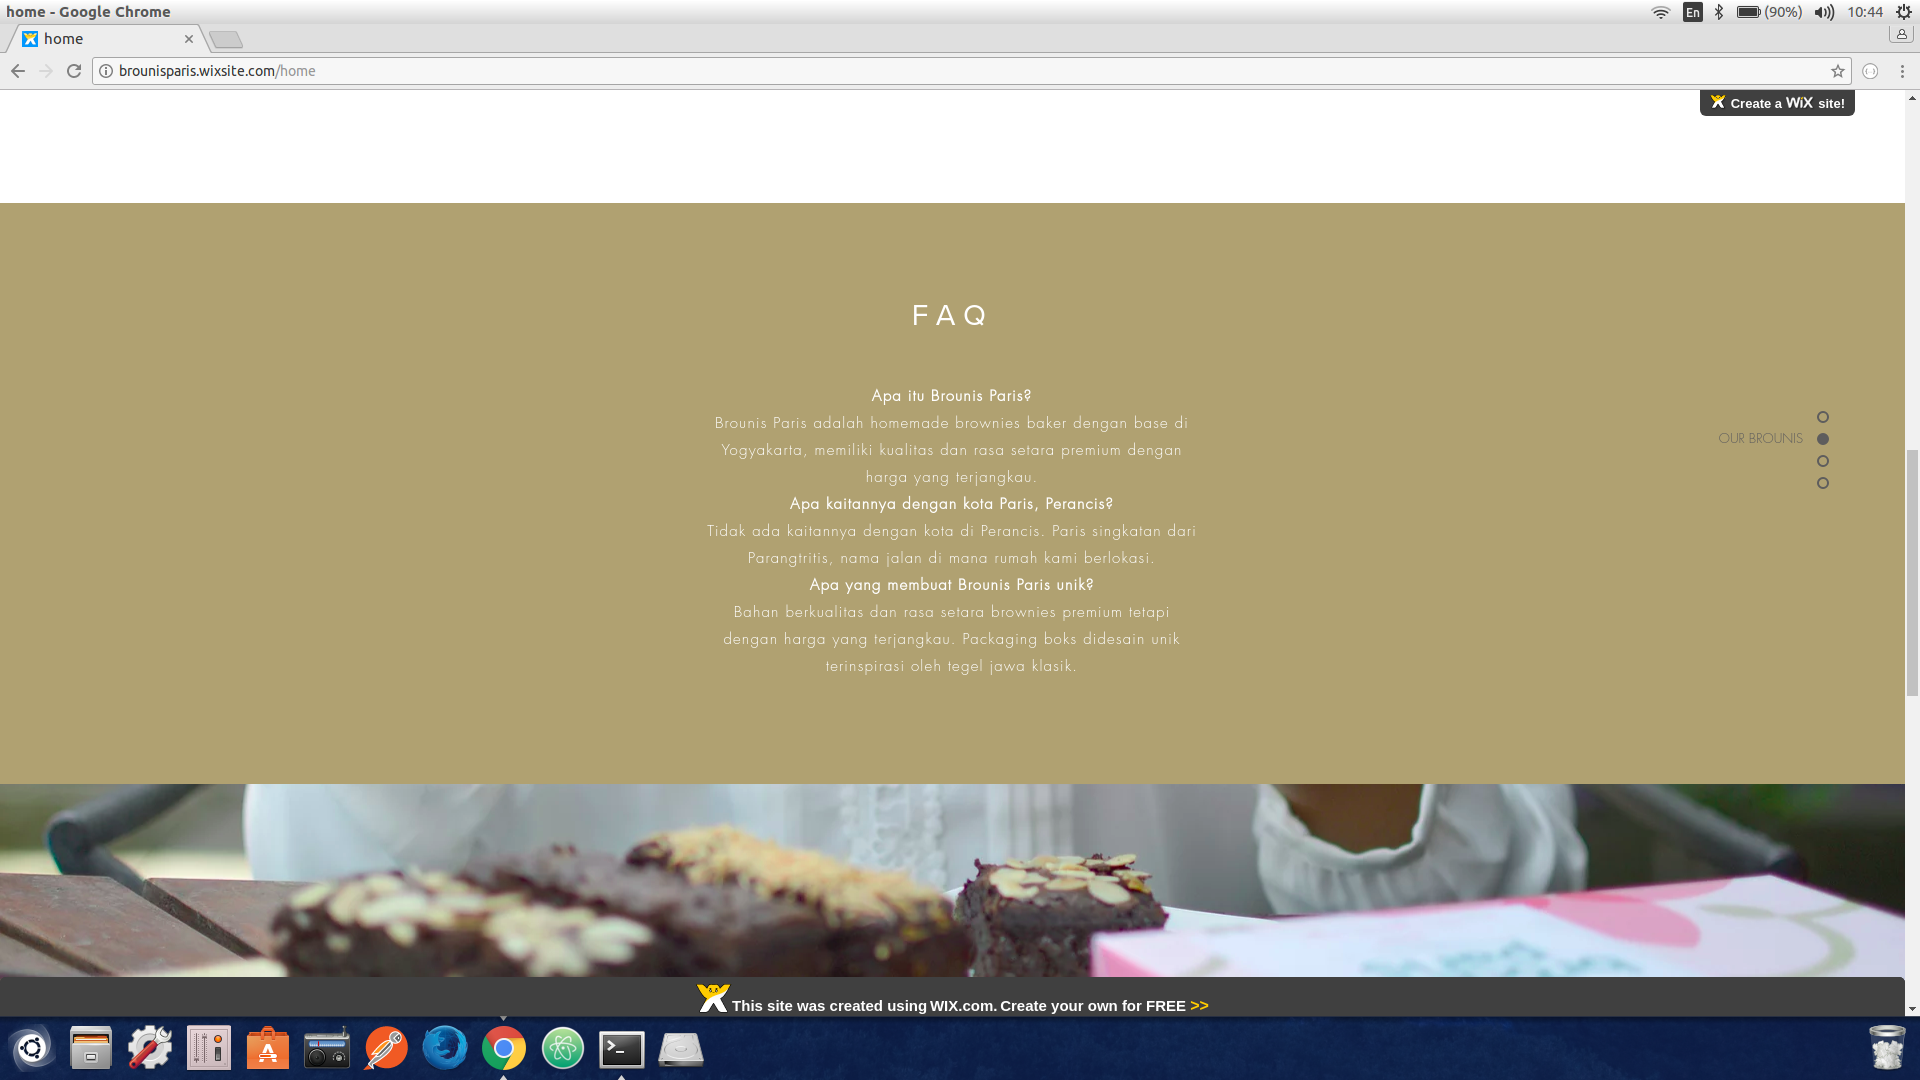 home - Google Chrome
En
(90%)
10:44
home
brounisparis.wixsite.com/home
Create a WiX site!
FAQ
Apa itu Brounis Paris?
Brounis Paris adalah homemade brownies baker dengan base di
Yogyakarta, memiliki kualitas dan rasa setara premium dengan
harga yang terjangkau.
Apa kaitannya dengan kota Paris, Perancis?
Tidak ada kaitannya dengan kota di Perancis. Paris singkatan dari
Parangtritis, nama jalan di mana rumah kami berlokasi.
Apa yang membuat Brounis Paris unik?
Bahan berkualitas dan rasa setara brownies premium tetapi
dengan harga yang terjangkau. Packaging boks didesain unik
terinspirasi oleh tegel jawa klasik.
OUR BROUNIS
This site was created using WIX.com. Create your own for FREE >>